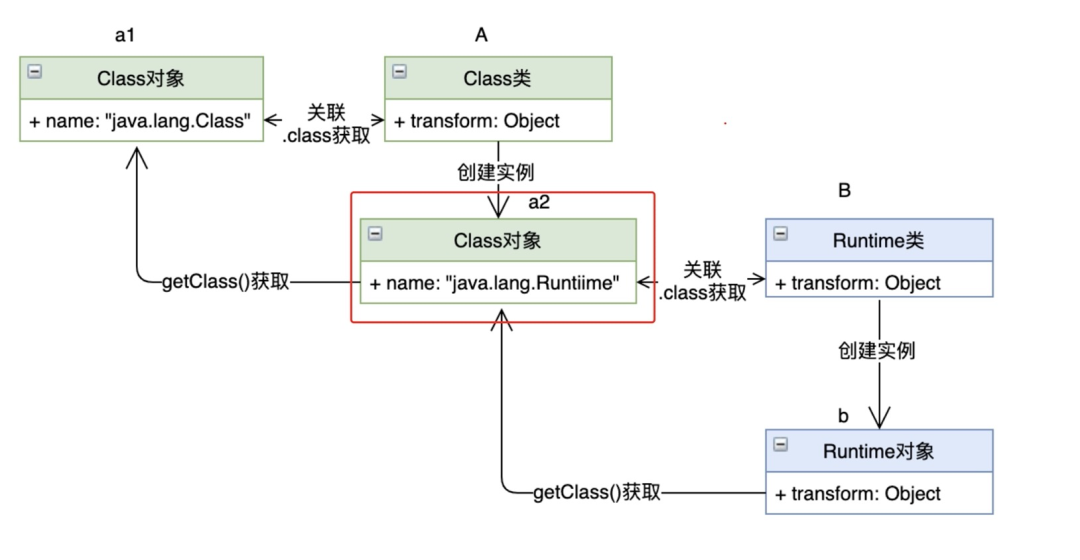 a1
A
Class对象
Class类
+ name: "java.lang.Class"
关联
.class获取
+ transform: Object
创建实例
a2
B
Class对象
Runtime类
+ name: "java.lang.Runtiime"
关联
.class获取
+ transform: Object
getClass()获取
创建实例
b
Runtime对象
getClass()获取
+ transform: Object